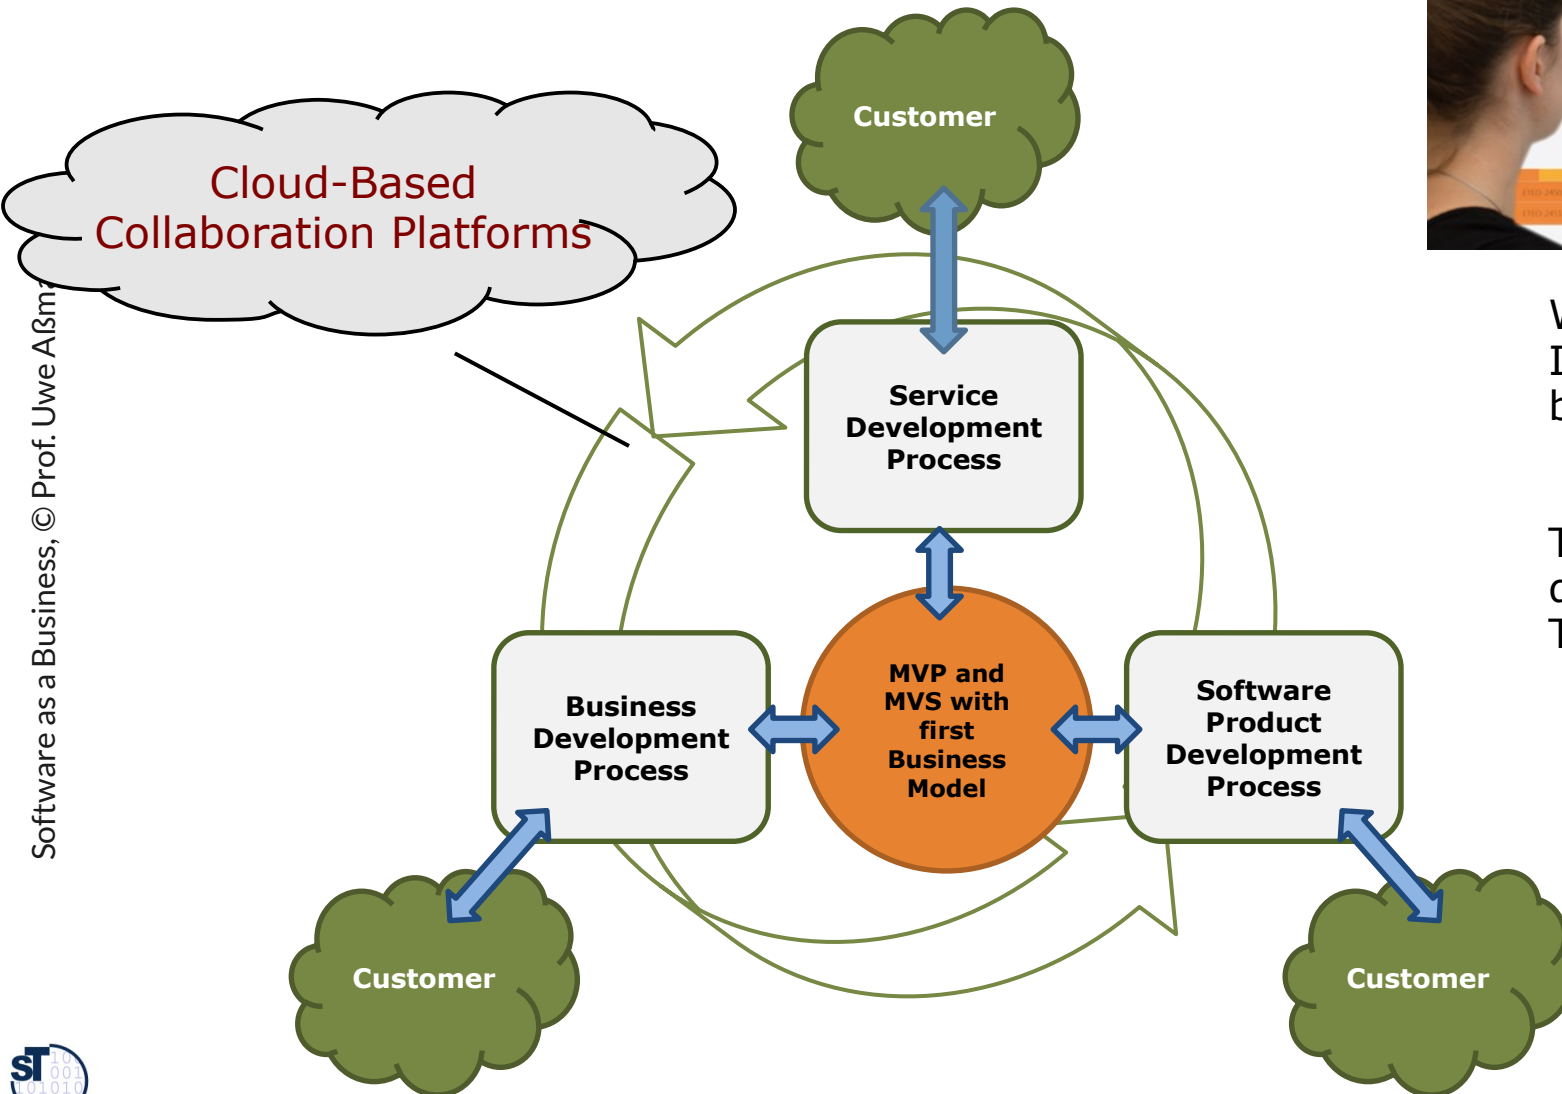 Customer
Cloud-Based
Collaboration Platforms
Service
Development
Process
MVP and
MVS with
first
Business
Model
Business
Development
Process
Software
Product
Development
Process
Customer
Customer
Software as a Business, © Prof. Uwe
sT